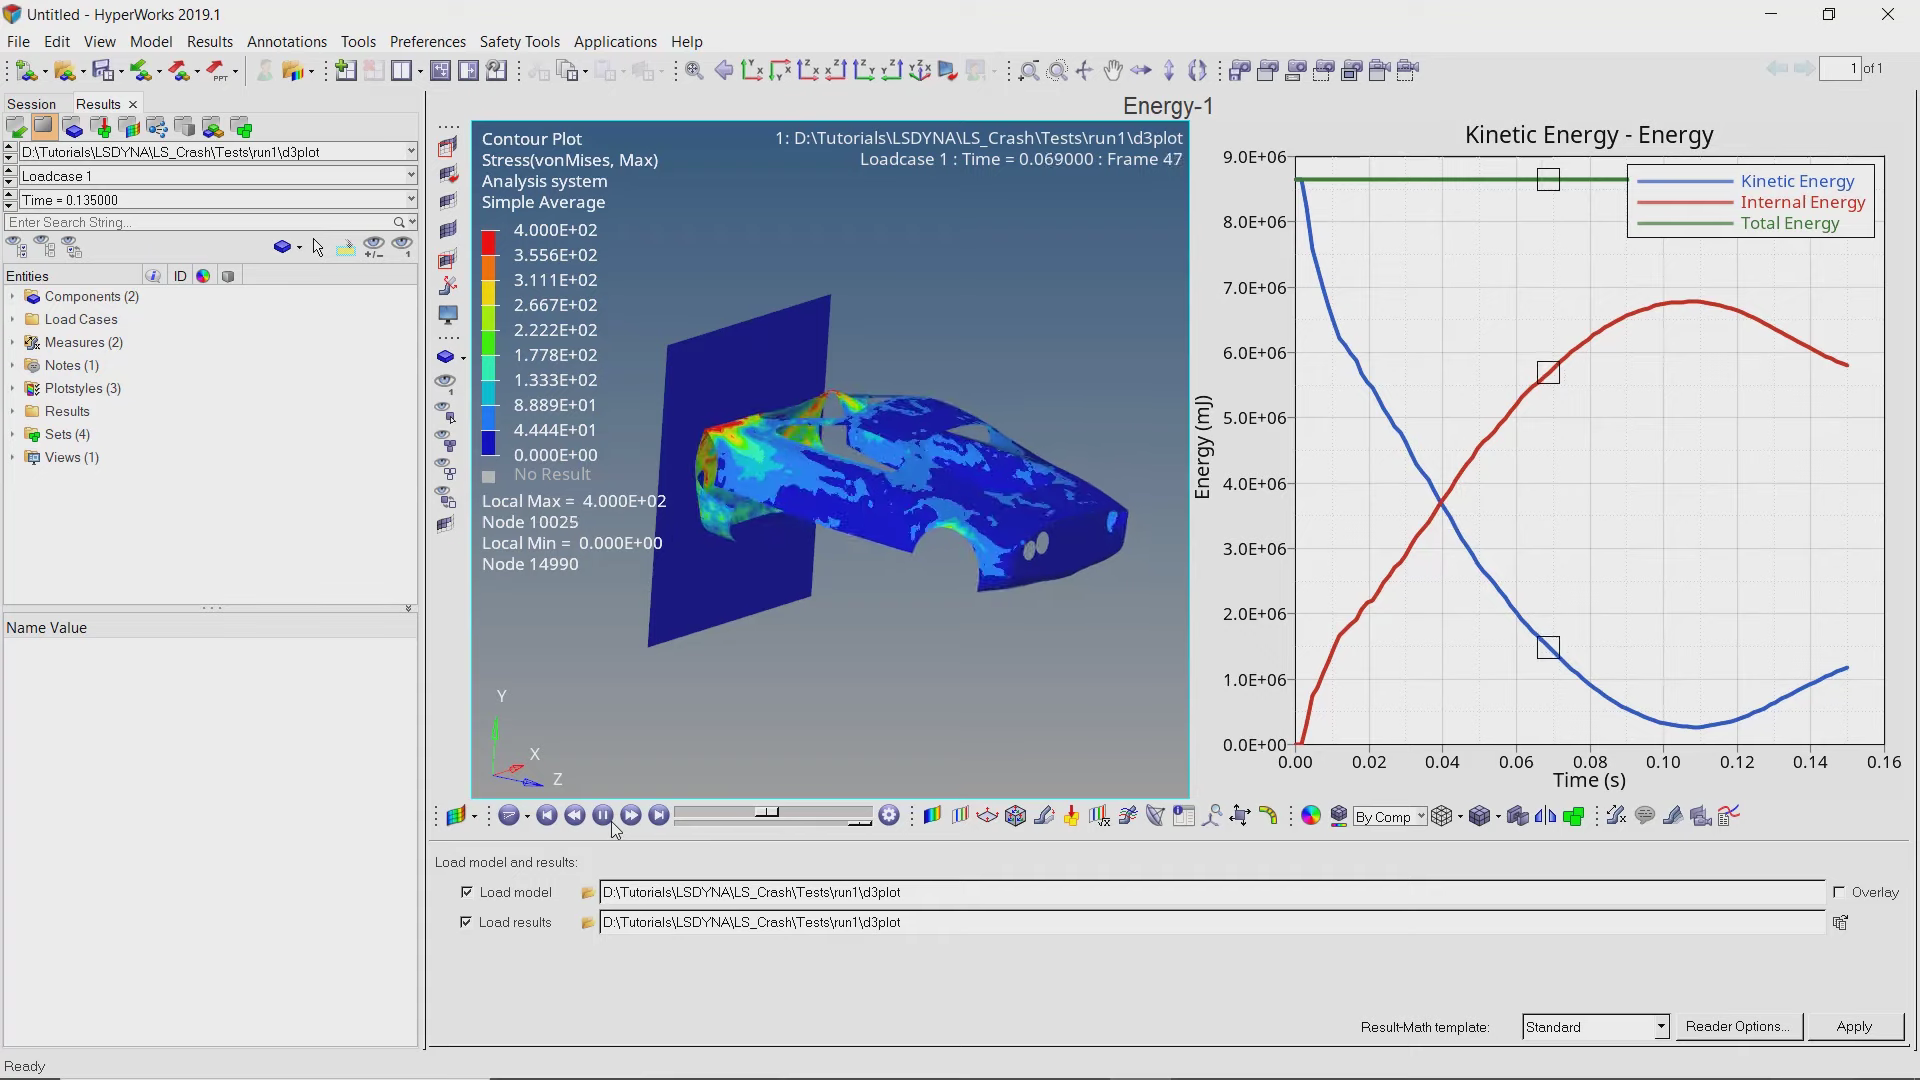 Untitled - HyperWorks 2019.1
File Edit View Model Results Annotations Tools Preferences Safety Tools Applications Help
PPT
1 of 1
Session Results
D:\Tutorials\LSDYNA\LS_Crash\Tests\run1\d3plot
Loadcase 1
Time = 0.135000
Enter Search String...
Entities ID
Components (2)
Load Cases
Measures (2)
Notes (1)
Plotstyles (3)
Results
Sets (4)
Views (1)
Name Value
Energy-1
Contour Plot
Stress(vonMises, Max)
Analysis system
Simple Average
4.000E+02
3.556E+02
3.111E+02
2.667E+02
2.222E+02
1.778E+02
1.333E+02
8.889E+01
4.444E+01
0.000E+00
No Result
Local Max = 4.000E+02
Node 10025
Local Min = 0.000E+00
Node 14990
1: D:\Tutorials\LSDYNA\LS_Crash\Tests\run1\d3plot
Loadcase 1 : Time = 0.069000 : Frame 47
Y
X
Z
Kinetic Energy - Energy
Kinetic Energy
Internal Energy
Total Energy
Energy (mJ)
9.0E+06
8.0E+06
7.0E+06
6.0E+06
5.0E+06
4.0E+06
3.0E+06
2.0E+06
1.0E+06
0.0E+00
0.00 0.02 0.04 0.06 0.08 0.10 0.12 0.14 0.16
Time (s)
By Comp
Load model and results:
Load model D:\Tutorials\LSDYNA\LS_Crash\Tests\run1\d3plot Overlay
Load results D:\Tutorials\LSDYNA\LS_Crash\Tests\run1\d3plot
Result-Math template: Standard Reader Options... Apply
Ready